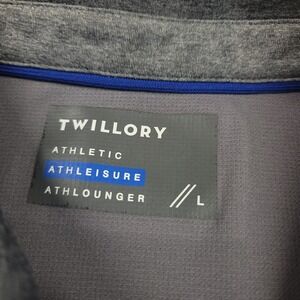 TWILLORY
ATHLETIC
ATHLEISURE
ATHLOUNGER // L